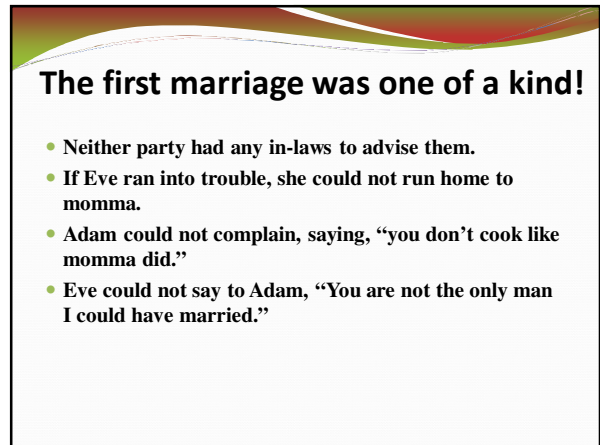 The first marriage was one of a kind!
• Neither party had any in-laws to advise them.
• If Eve ran into trouble, she could not run home to
momma.
• Adam could not complain, saying, “you don’t cook like
momma did.”
• Eve could not say to Adam, “You are not the only man
I could have married.”